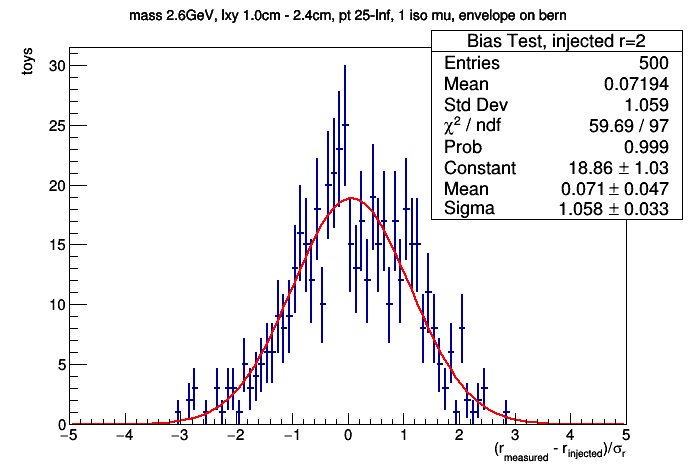 mass 2.6GeV, lxy 1.0cm - 2.4cm, pt 25-Inf, 1 iso mu, envelope on bern
Bias Test, injected r=2
Entries 500
Mean 0.07194
Std Dev 1.059
χ² / ndf 59.69 / 97
Prob 0.999
Constant 18.86 ± 1.03
Mean 0.071 ± 0.047
Sigma 1.058 ± 0.033
toys
30
25
20
15
10
5
0
−5 −4 −3 −2 −1 0 1 2 3 4 5
(r_measured - r_injected)/σ_r